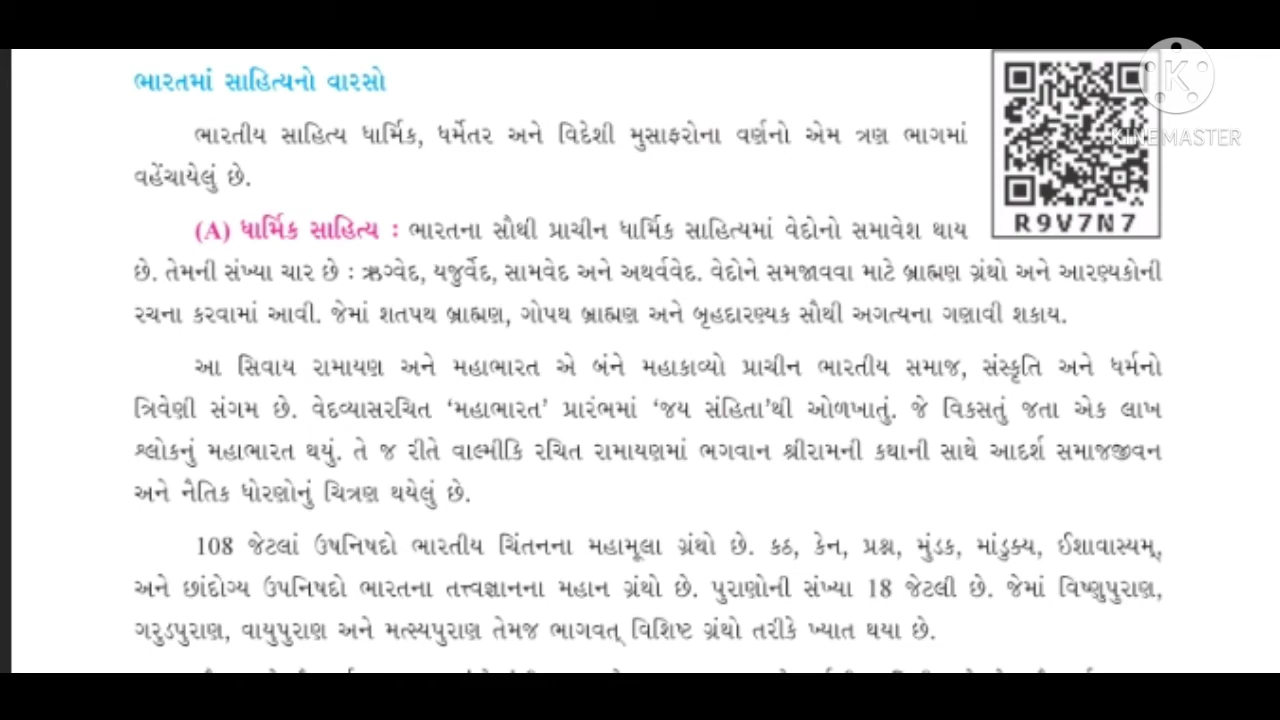 ભારતમાં સાહિત્યનો વારસો
ભારતીય સાહિત્ય ધાર્મિક, ધર્મેતર અને વિદેશી મુસાફરોના વર્ણનો એમ ત્રણ ભાગમાં
વહેંચાયેલું છે.
KINEMASTER
R9V7N7
(A) ધાર્મિક સાહિત્ય : ભારતના સૌથી પ્રાચીન ધાર્મિક સાહિત્યમાં વેદોનો સમાવેશ થાય
છે. તેમની સંખ્યા ચાર છે : ઋગ્વેદ, યજુર્વેદ, સામવેદ અને અથર્વવેદ. વેદોને સમજાવવા માટે બ્રાહ્મણ ગ્રંથો અને આરણ્યકોની
રચના કરવામાં આવી. જેમાં શતપથ બ્રાહ્મણ, ગોપથ બ્રાહ્મણ અને બૃહદારણ્યક સૌથી અગત્યના ગણાવી શકાય.
આ સિવાય રામાયણ અને મહાભારત એ બંને મહાકાવ્યો પ્રાચીન ભારતીય સમાજ, સંસ્કૃતિ અને ધર્મનો
ત્રિવેણી સંગમ છે. વેદવ્યાસરચિત ‘મહાભારત’ પ્રારંભમાં ‘જય સંહિતા’થી ઓળખાતું. જે વિકસતું જતા એક લાખ
શ્લોકનું મહાભારત થયું. તે જ રીતે વાલ્મીકિ રચિત રામાયણમાં ભગવાન શ્રીરામની કથાની સાથે આદર્શ સમાજજીવન
અને નૈતિક ધોરણોનું ચિત્રણ થયેલું છે.
108 જેટલાં ઉષનિષદો ભારતીય ચિંતનના મહામૂલા ગ્રંથો છે. કઠ, કેન, પ્રશ્ન, મુંડક, માંડુક્ય, ઈશાવાસ્યમ્,
અને છાંદોગ્ય ઉપનિષદો ભારતના તત્ત્વજ્ઞાનના મહાન ગ્રંથો છે. પુરાણોની સંખ્યા 18 જેટલી છે. જેમાં વિષ્ણુપુરાણ,
ગરુડપુરાણ, વાયુપુરાણ અને મત્સ્યપુરાણ તેમજ ભાગવત્ વિશિષ્ટ ગ્રંથો તરીકે ખ્યાત થયા છે.